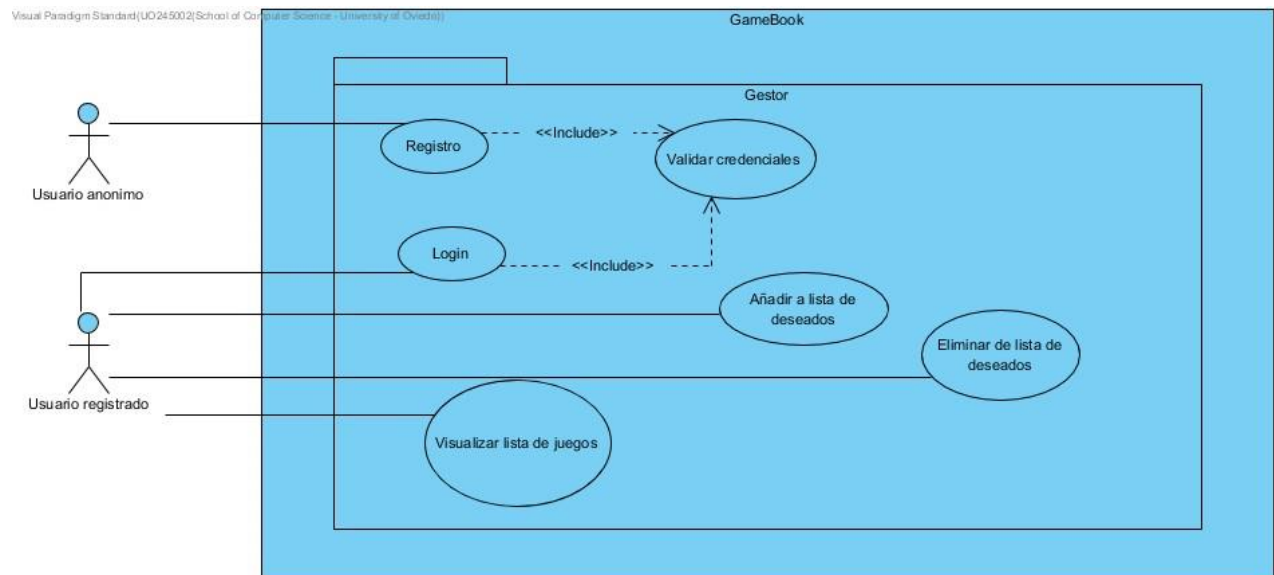 Visual Paradigm Standard(UO245002(School of Computer Science - University of Oviedo))
GameBook
Gestor
Registro
<<Include>>
Validar credenciales
Usuario anonimo
Login
<<Include>>
Añadir a lista de
deseados
Eliminar de lista de
deseados
Usuario registrado
Visualizar lista de juegos